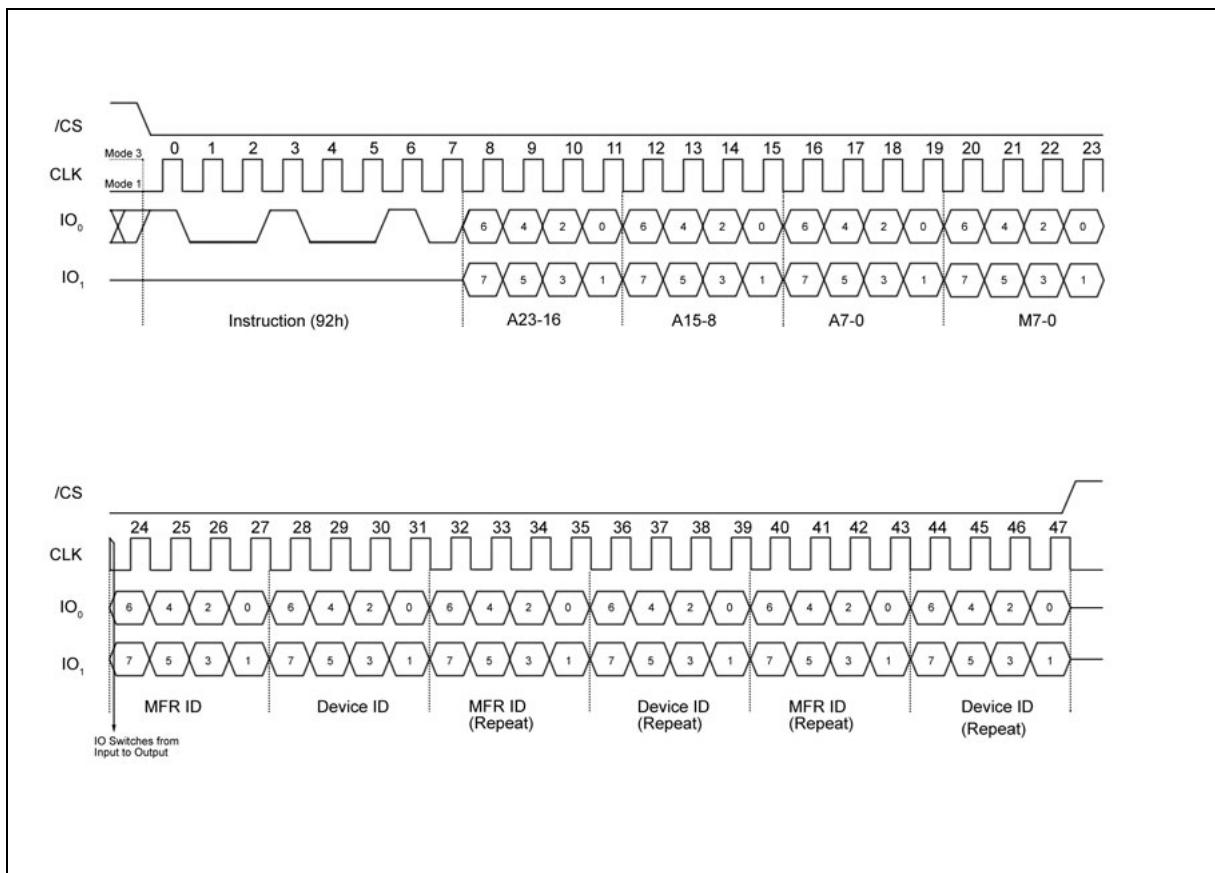 /CS
0 1 2 3 4 5 6 7 8 9 10 11 12 13 14 15 16 17 18 19 20 21 22 23
Mode 3
CLK
Mode 1
IO0 6 4 2 0 6 4 2 0 6 4 2 0 6 4 2 0
IO1 7 5 3 1 7 5 3 1 7 5 3 1 7 5 3 1
Instruction (92h) A23-16 A15-8 A7-0 M7-0
/CS
24 25 26 27 28 29 30 31 32 33 34 35 36 37 38 39 40 41 42 43 44 45 46 47
CLK
IO0 6 4 2 0 6 4 2 0 6 4 2 0 6 4 2 0 6 4 2 0 6 4 2 0
IO1 7 5 3 1 7 5 3 1 7 5 3 1 7 5 3 1 7 5 3 1 7 5 3 1
MFR ID Device ID MFR ID Device ID MFR ID Device ID
(Repeat) (Repeat) (Repeat) (Repeat)
IO Switches from
Input to Output